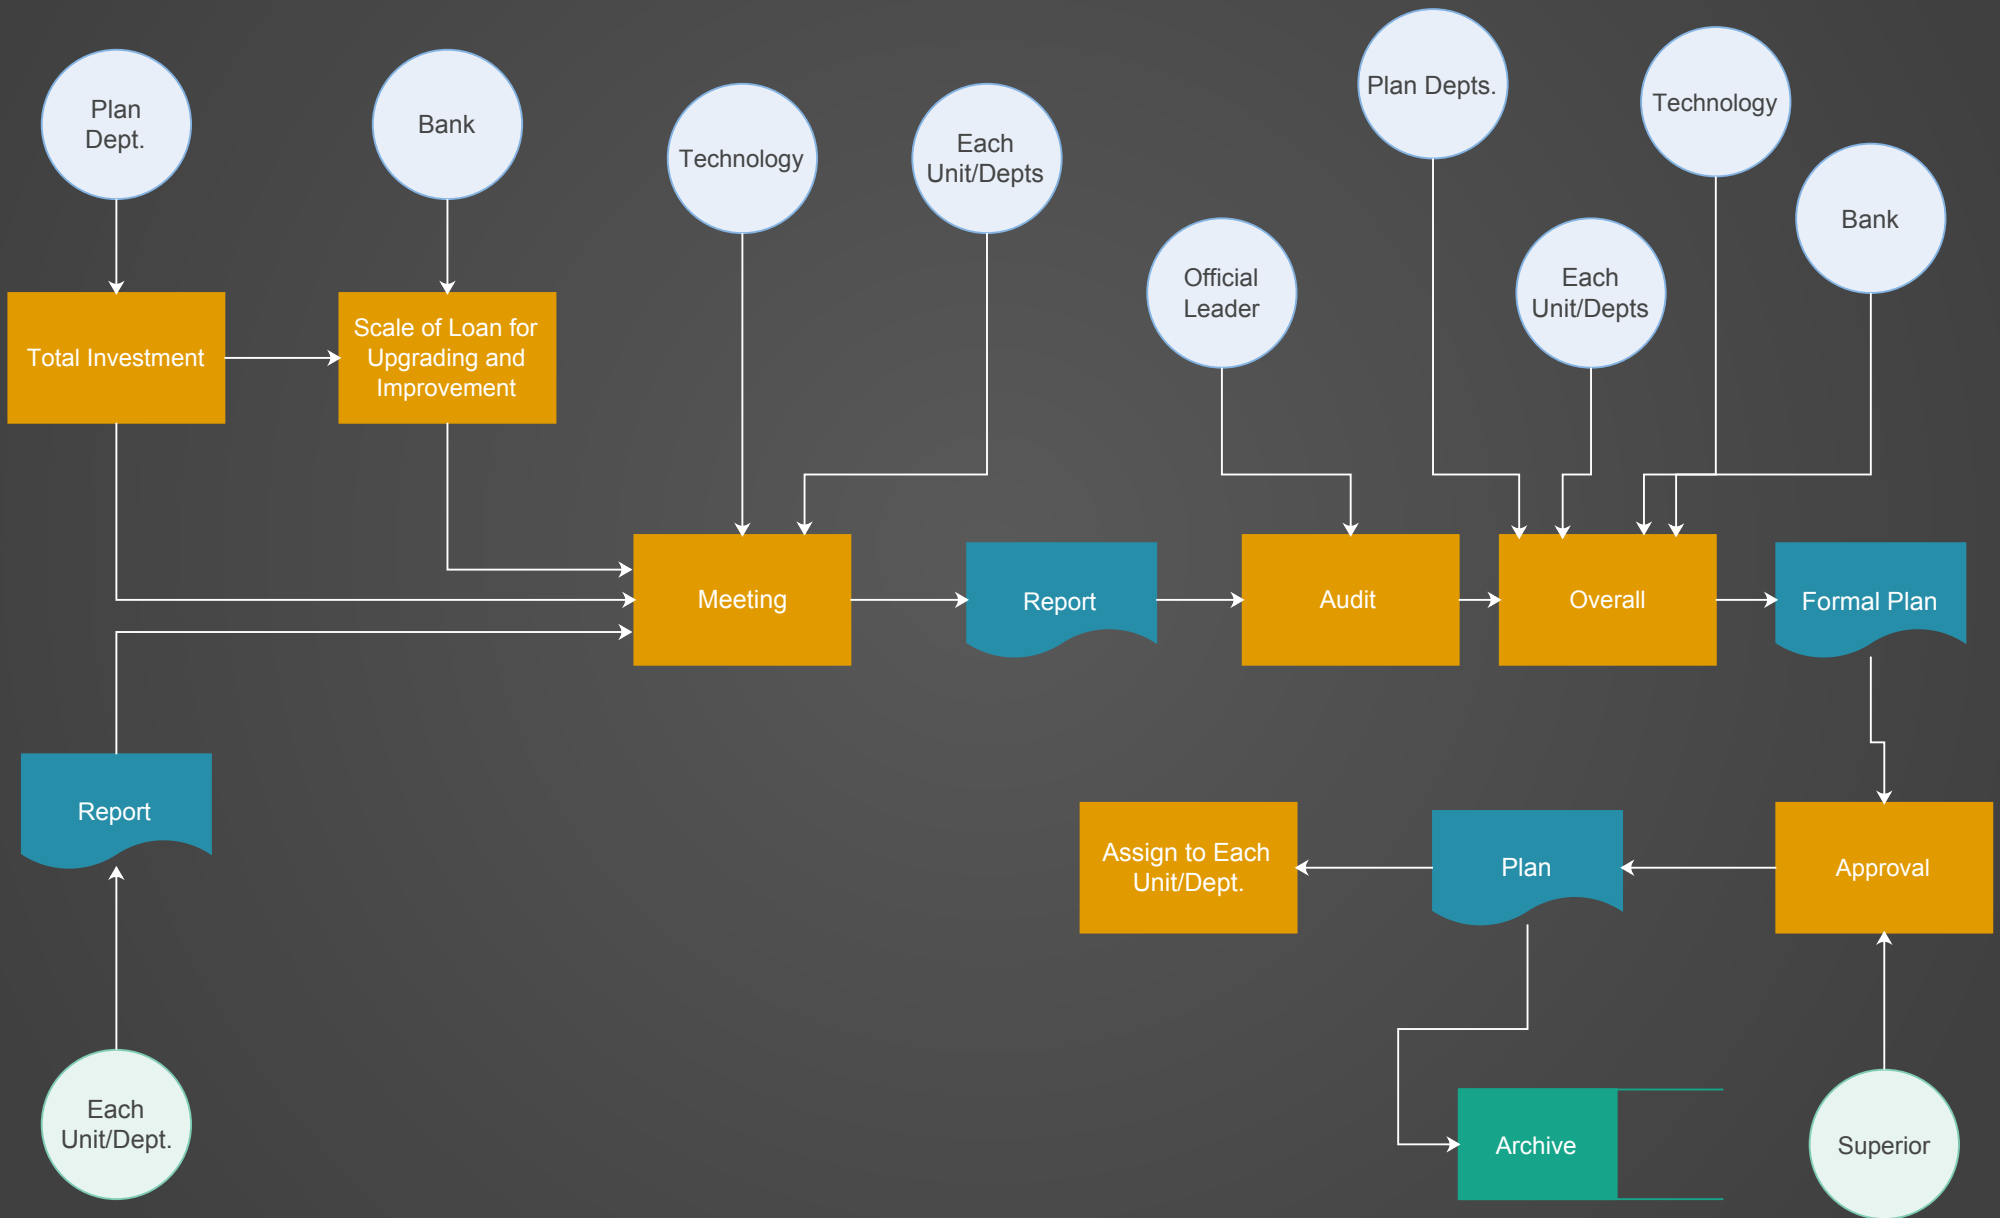 Plan
Dept.
Bank
Technology
Each
Unit/Depts
Plan Depts.
Technology
Bank
Official
Leader
Each
Unit/Depts
Total Investment
Scale of Loan for
Upgrading and
Improvement
Meeting
Report
Audit
Overall
Formal Plan
Report
Assign to Each
Unit/Dept.
Plan
Approval
Each
Unit/Dept.
Archive
Superior